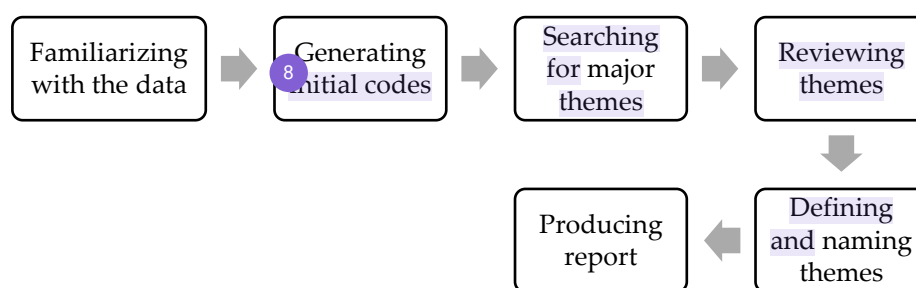 Familiarizing
with the data
8
Generating
initial codes
Searching
for major
themes
Reviewing
themes
Defining
and naming
themes
Producing
report